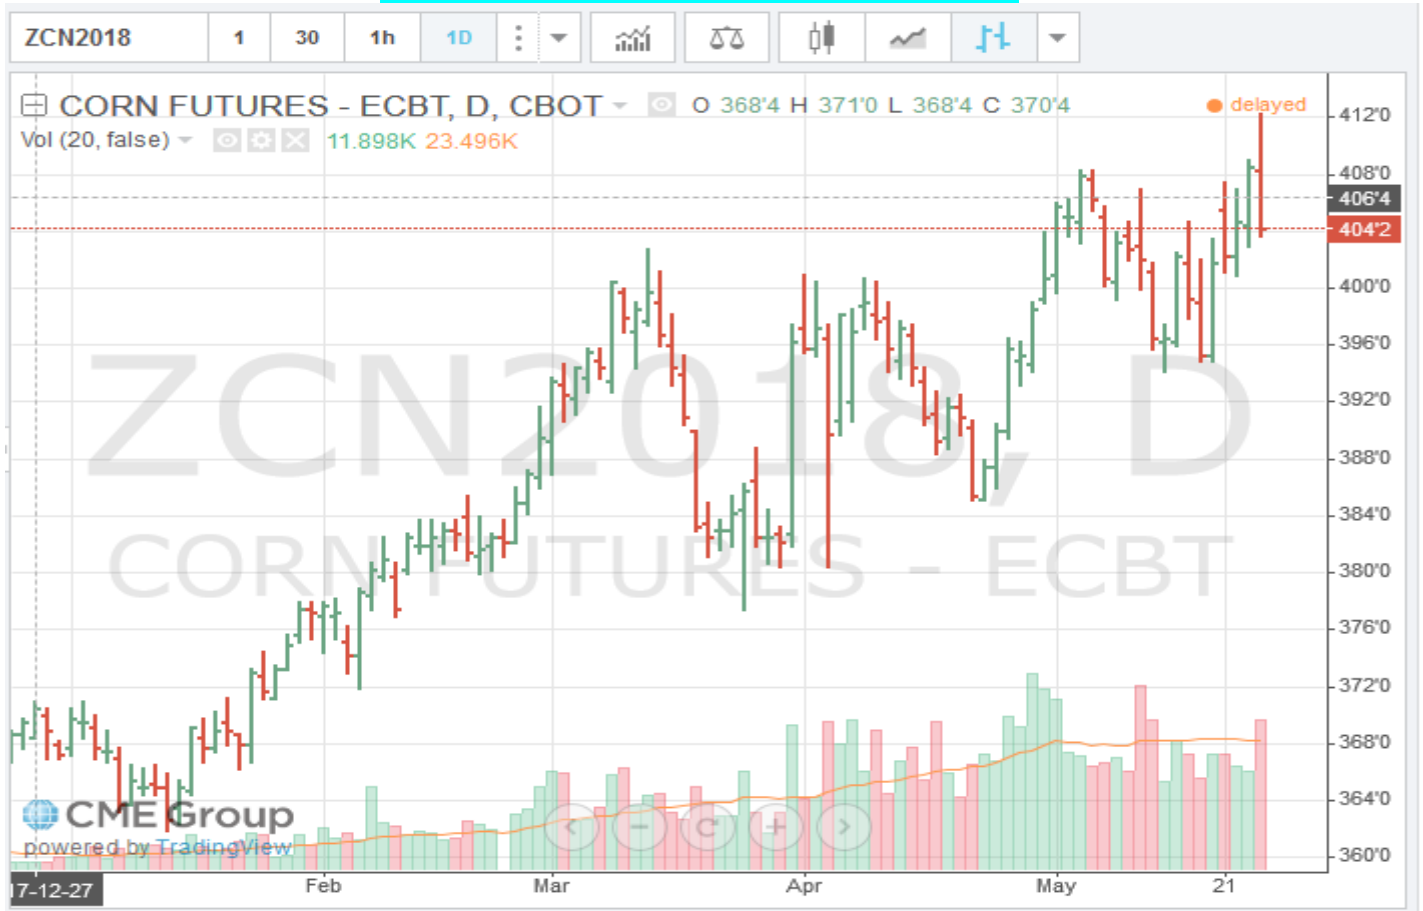 ZCN2018 1 30 1h 1D
CORN FUTURES - ECBT, D, CBOT O 368'4 H 371'0 L 368'4 C 370'4 delayed
Vol (20, false) 11.898K 23.496K
412'0
408'0
406'4
404'2
400'0
396'0
392'0
388'0
384'0
380'0
376'0
372'0
368'0
364'0
360'0
ZCN2018, D
CORN FUTURES - ECBT
CME Group
powered by TradingView
17-12-27 Feb Mar Apr May 21